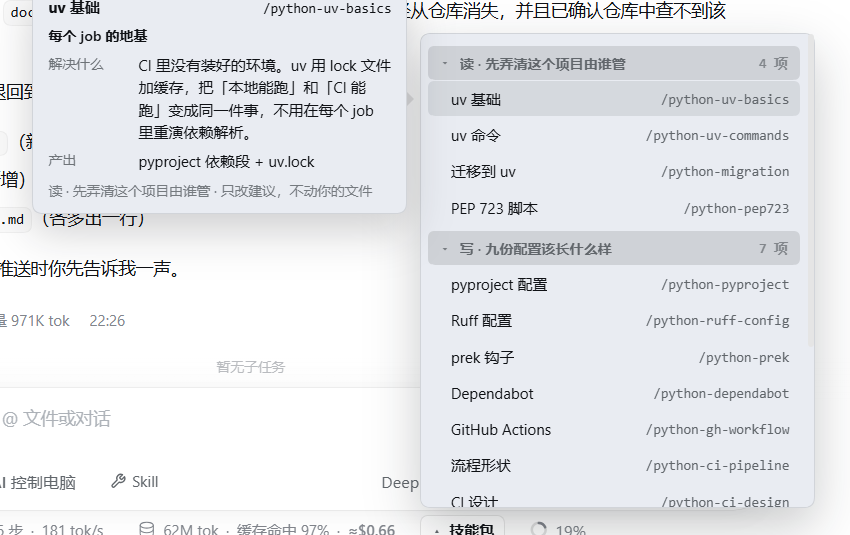 doc
经从仓库消失，并且已确认仓库中查不到该
uv 基础 /python-uv-basics
每个 job 的地基
解决什么 CI 里没有装好的环境。uv 用 lock 文件
加缓存，把「本地能跑」和「CI 能
跑」变成同一件事，不用在每个 job
里重演依赖解析。
产出 pyproject 依赖段 + uv.lock
读 · 先弄清这个项目由谁管 · 只改建议，不动你的文件
退回到
（新
增）
.md （各多出一行）
推送时你先告诉我一声。
量 971K tok 22:26
暂无子任务
@ 文件或对话
AI 控制电脑 Skill Deep
读 · 先弄清这个项目由谁管 4 项
uv 基础 /python-uv-basics
uv 命令 /python-uv-commands
迁移到 uv /python-migration
PEP 723 脚本 /python-pep723
写 · 九份配置该长什么样 7 项
pyproject 配置 /python-pyproject
Ruff 配置 /python-ruff-config
prek 钩子 /python-prek
Dependabot /python-dependabot
GitHub Actions /python-gh-workflow
流程形状 /python-ci-pipeline
CI 设计 /python-ci-design
步 · 181 tok/s 62M tok · 缓存命中 97% · ≈$0.66 技能包 19%